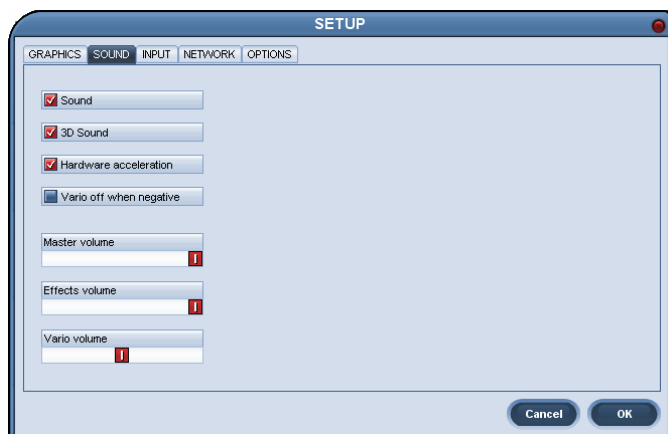 SETUP
GRAPHICS SOUND INPUT NETWORK OPTIONS
Sound
3D Sound
Hardware acceleration
Vario off when negative
Master volume
Effects volume
Vario volume
Cancel OK